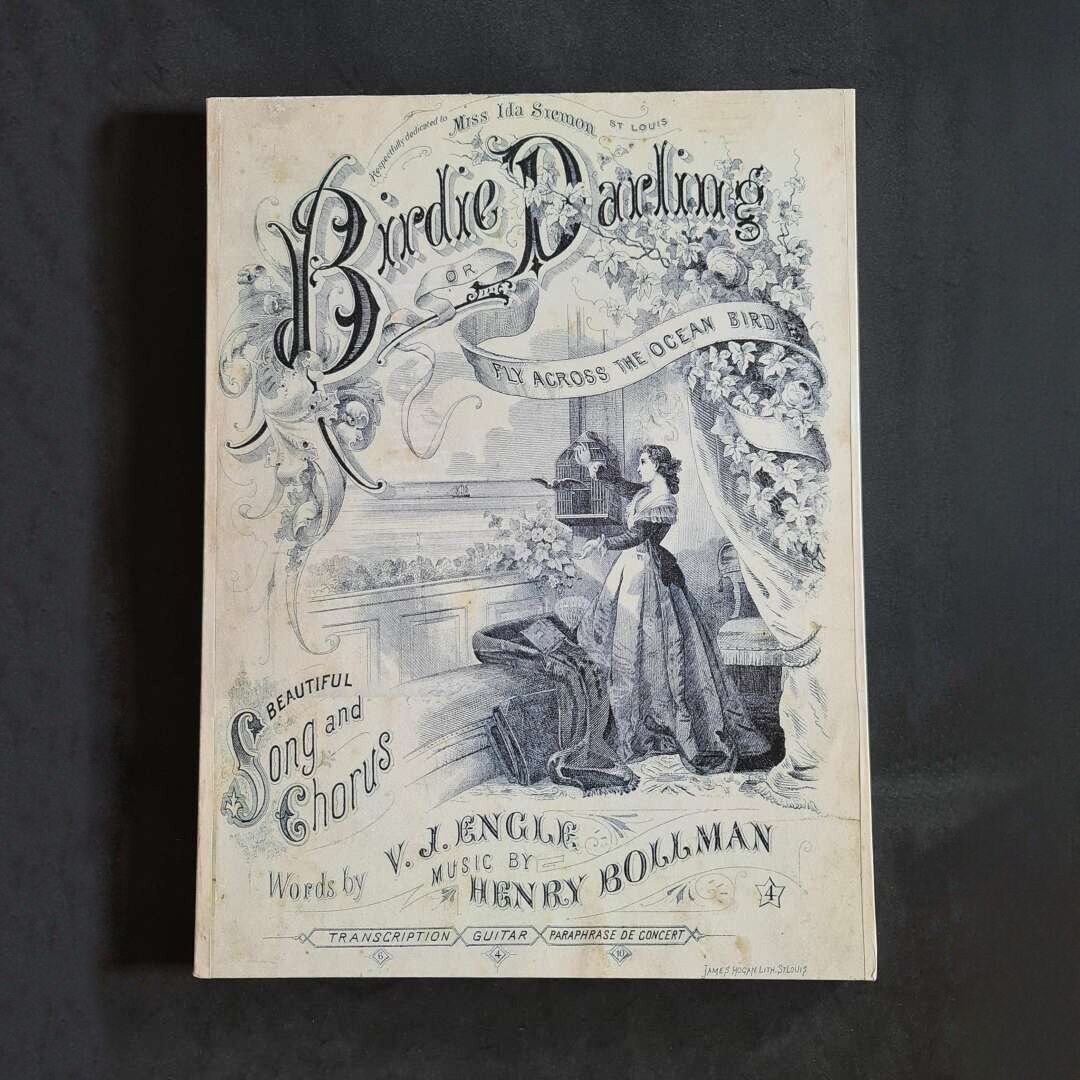 Respectfully dedicated to Miss Ida Siemon ST LOUIS
Birdie Darling
OR
FLY ACROSS THE OCEAN BIRDIE
BEAUTIFUL
Song and
Chorus
Words by V. J. ENGLE
MUSIC BY
HENRY BOLLMAN
4
TRANSCRIPTION GUITAR PARAPHRASE DE CONCERT
6 4 10
JAMES HOGAN LITH. ST LOUIS